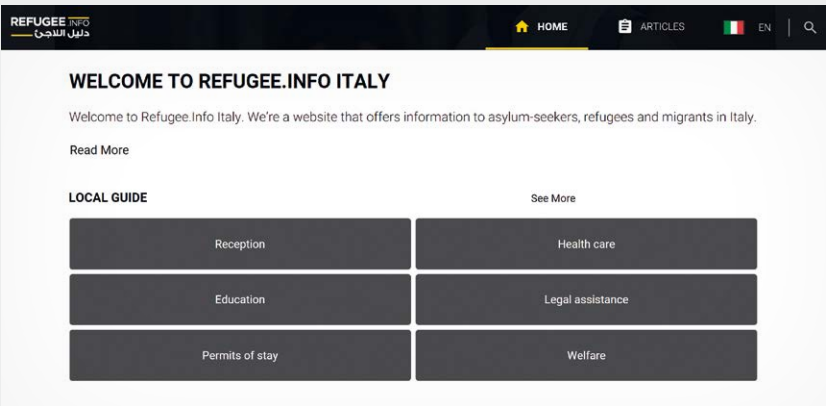 REFUGEE INFO
دليل اللاجئ
HOME
ARTICLES
EN
WELCOME TO REFUGEE.INFO ITALY
Welcome to Refugee.Info Italy. We're a website that offers information to asylum-seekers, refugees and migrants in Italy.
Read More
LOCAL GUIDE
See More
Reception
Health care
Education
Legal assistance
Permits of stay
Welfare